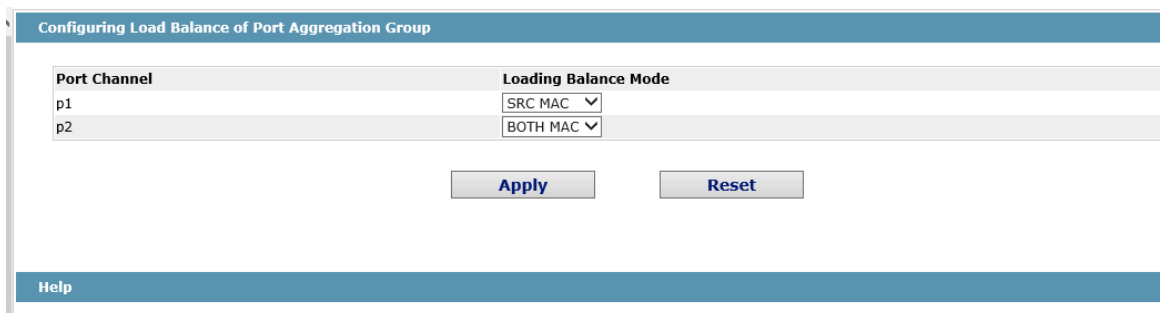 Configuring Load Balance of Port Aggregation Group
Port Channel Loading Balance Mode
p1 SRC MAC
p2 BOTH MAC
Apply Reset
Help